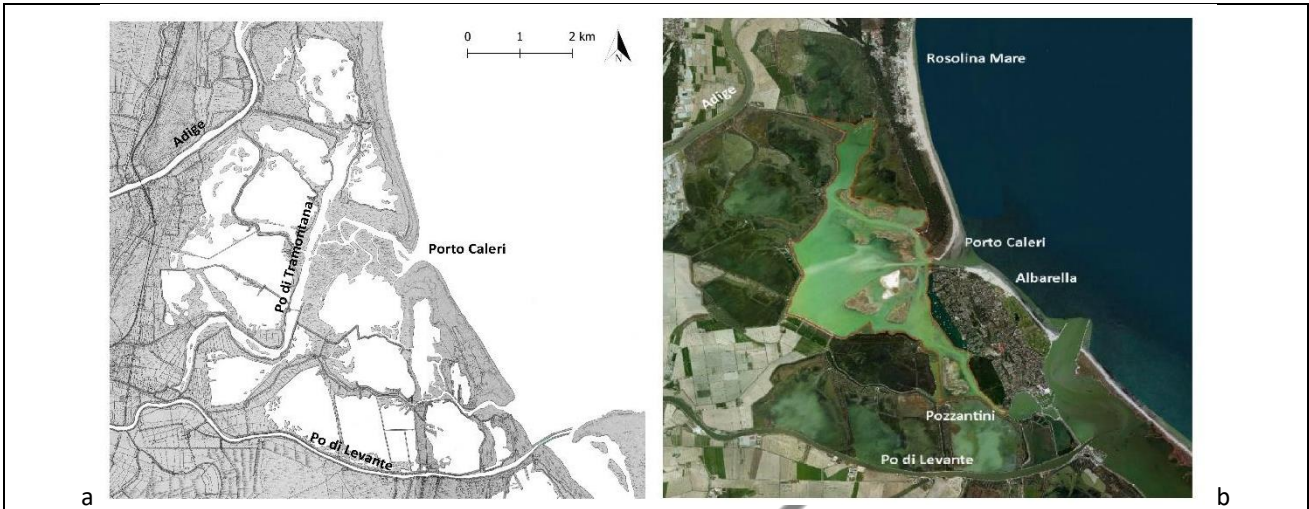 0 1 2 km
N
Adige
Po di Tramontana
Porto Caleri
Po di Levante
a
Rosolina Mare
Adige
Porto Caleri
Albarella
Pozzantini
Po di Levante
b